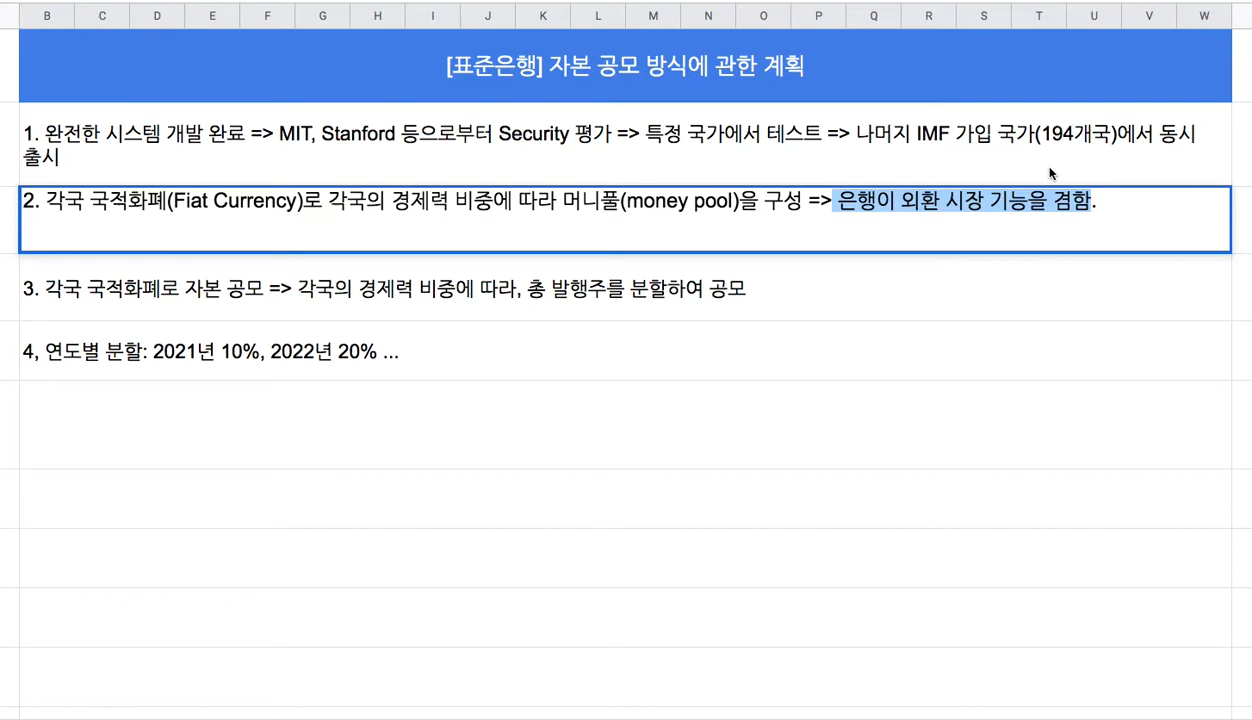 B C D E F G H I J K L M N O P Q R S T U V W
[표준은행] 자본 공모 방식에 관한 계획
1. 완전한 시스템 개발 완료 => MIT, Stanford 등으로부터 Security 평가 => 특정 국가에서 테스트 => 나머지 IMF 가입 국가(194개국)에서 동시
출시
2. 각국 국적화폐(Fiat Currency)로 각국의 경제력 비중에 따라 머니풀(money pool)을 구성 => 은행이 외환 시장 기능을 겸함.
3. 각국 국적화폐로 자본 공모 => 각국의 경제력 비중에 따라, 총 발행주를 분할하여 공모
4, 연도별 분할: 2021년 10%, 2022년 20% ...